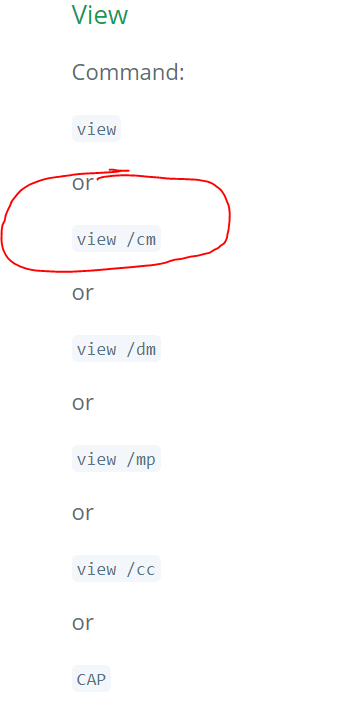 View
Command:
view
or
view /cm
or
view /dm
or
view /mp
or
view /cc
or
CAP